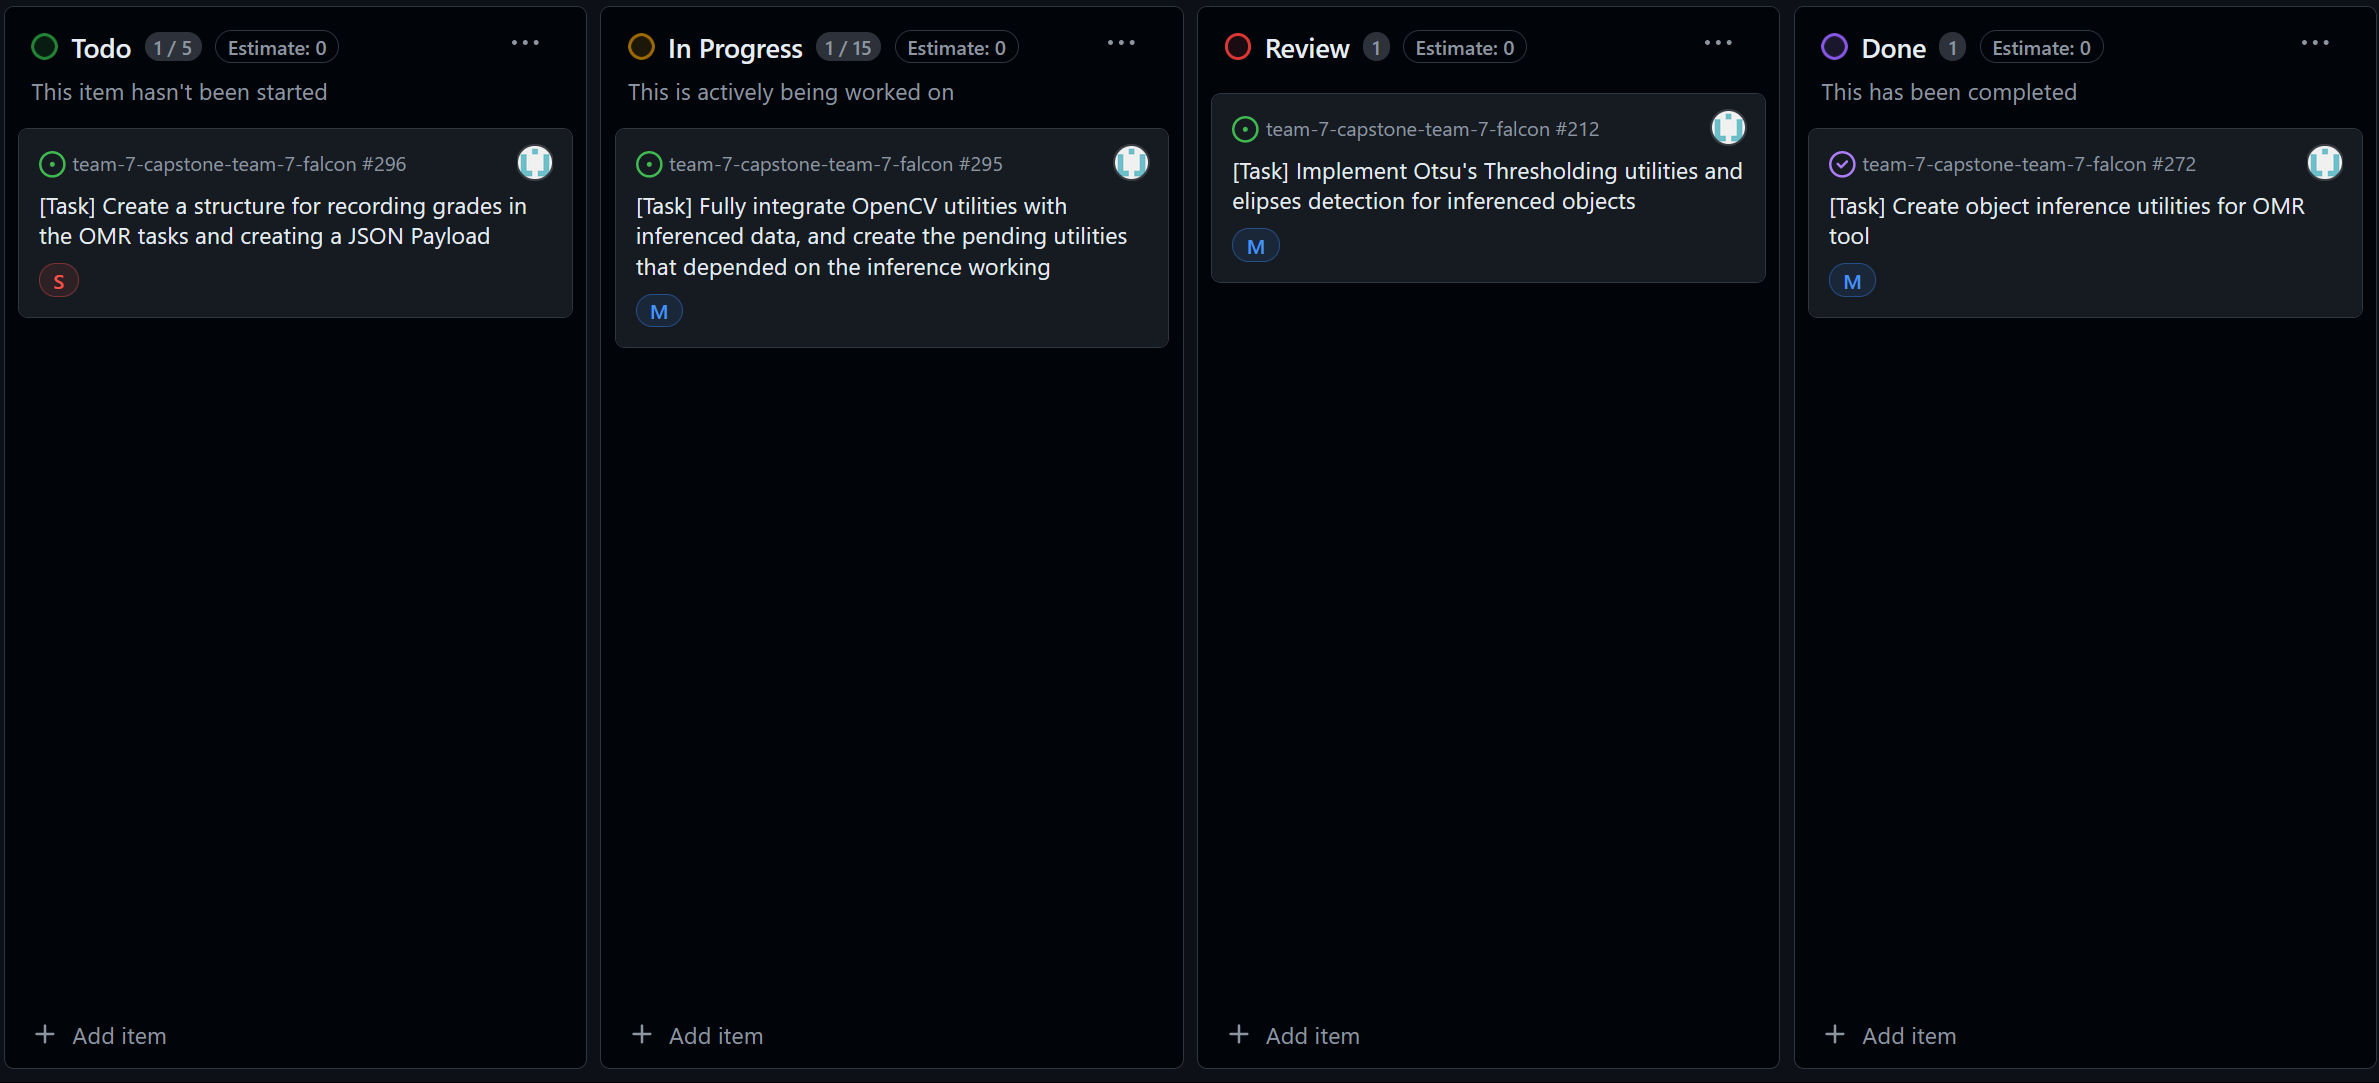 Todo 1 / 5 Estimate: 0
This item hasn't been started
team-7-capstone-team-7-falcon #296
[Task] Create a structure for recording grades in
the OMR tasks and creating a JSON Payload
S
Add item
In Progress 1 / 15 Estimate: 0
This is actively being worked on
team-7-capstone-team-7-falcon #295
[Task] Fully integrate OpenCV utilities with
inferenced data, and create the pending utilities
that depended on the inference working
M
Add item
Review 1 Estimate: 0
team-7-capstone-team-7-falcon #212
[Task] Implement Otsu's Thresholding utilities and
elipses detection for inferenced objects
M
Add item
Done 1 Estimate: 0
This has been completed
team-7-capstone-team-7-falcon #272
[Task] Create object inference utilities for OMR
tool
M
Add item